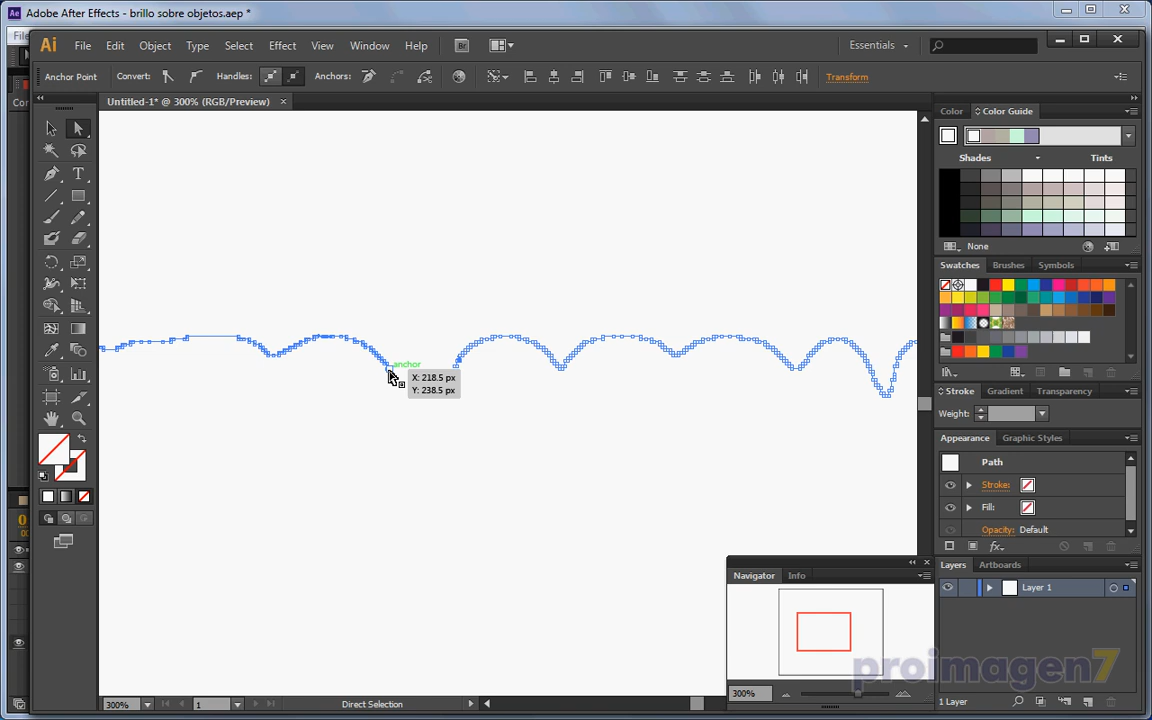 Ae Adobe After Effects - brillo sobre objetos.aep *
File
Ai File Edit Object Type Select Effect View Window Help Br Essentials
Anchor Point Convert: Handles: Anchors: Transform
Untitled-1* @ 300% (RGB/Preview)
Color Color Guide
Shades Tints
None
Swatches Brushes Symbols
anchor
X: 218.5 px
Y: 238.5 px
Stroke Gradient Transparency
Weight:
Appearance Graphic Styles
Path
Stroke:
Fill:
Opacity: Default
Layers Artboards
Layer 1
Navigator Info
300%
1 Layer
300% 1 Direct Selection
proimagen7